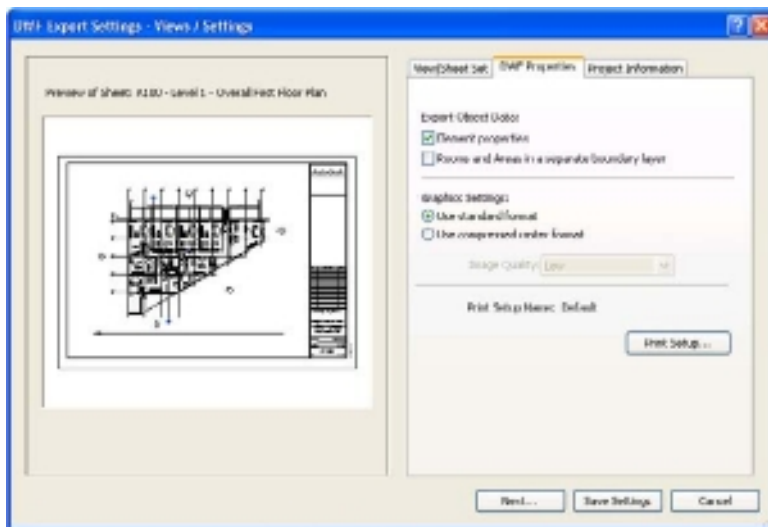 DWF Export Settings - Views / Settings
View/Sheet Set DWF Properties Project Information
Preview of Sheet: A100 - Level 1 - Overall First Floor Plan
Export Object Data:
Element properties
Rooms and Areas in a separate boundary layer
Graphics Settings:
Use standard format
Use compressed raster format
Image Quality: Low
Print Setup Name: Default
Print Setup...
Autodesk
Next... Save Settings Cancel